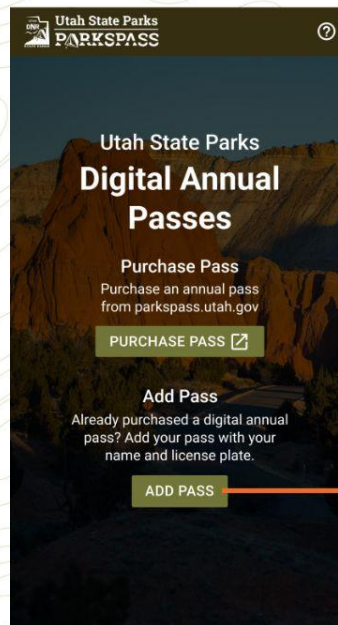 DNR
Utah State Parks
PARKSPASS
Utah State Parks
Digital Annual
Passes
Purchase Pass
Purchase an annual pass
from parkspass.utah.gov
PURCHASE PASS
Add Pass
Already purchased a digital annual
pass? Add your pass with your
name and license plate.
ADD PASS